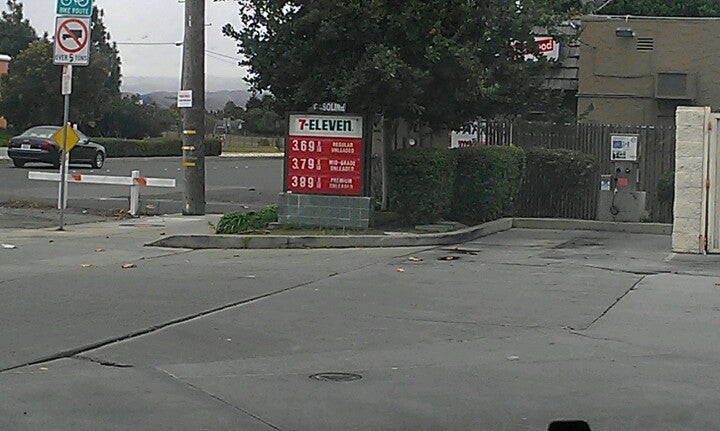 BIKE ROUTE
OVER 5 TONS
GASOLINE
7-ELEVEN
3.69 REGULAR UNLEADED
3.79 MID-GRADE UNLEADED
3.89 PREMIUM UNLEADED